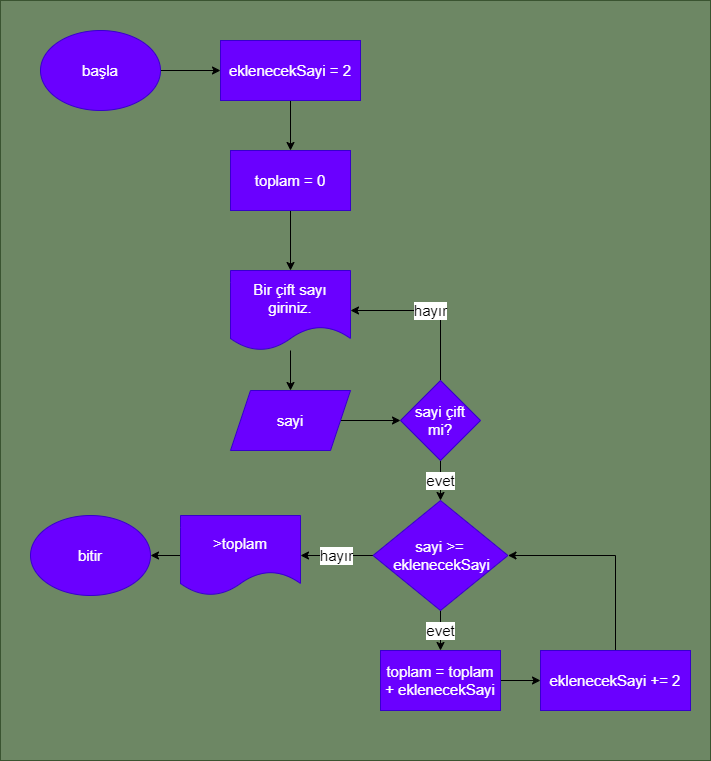 başla
eklenecekSayi = 2
toplam = 0
Bir çift sayı
giriniz.
hayır
sayi
sayi çift
mi?
evet
sayi >=
eklenecekSayi
hayır
>toplam
bitir
evet
toplam = toplam
+ eklenecekSayi
eklenecekSayi += 2